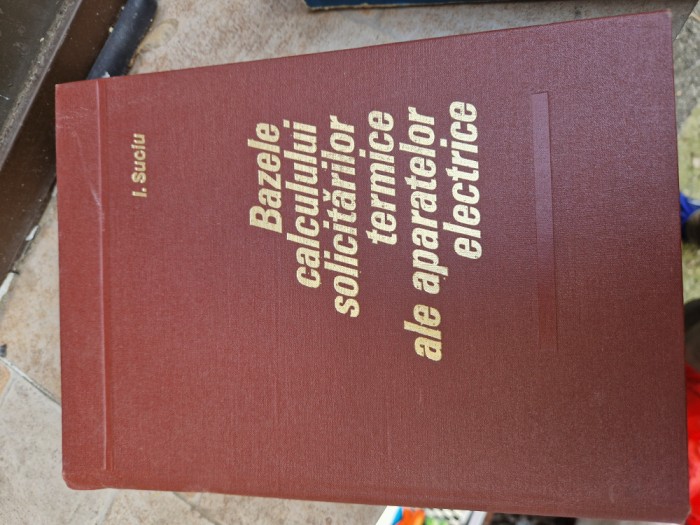 I. Suciu
Bazele
calculului
solicitărilor
termice
ale aparatelor
electrice